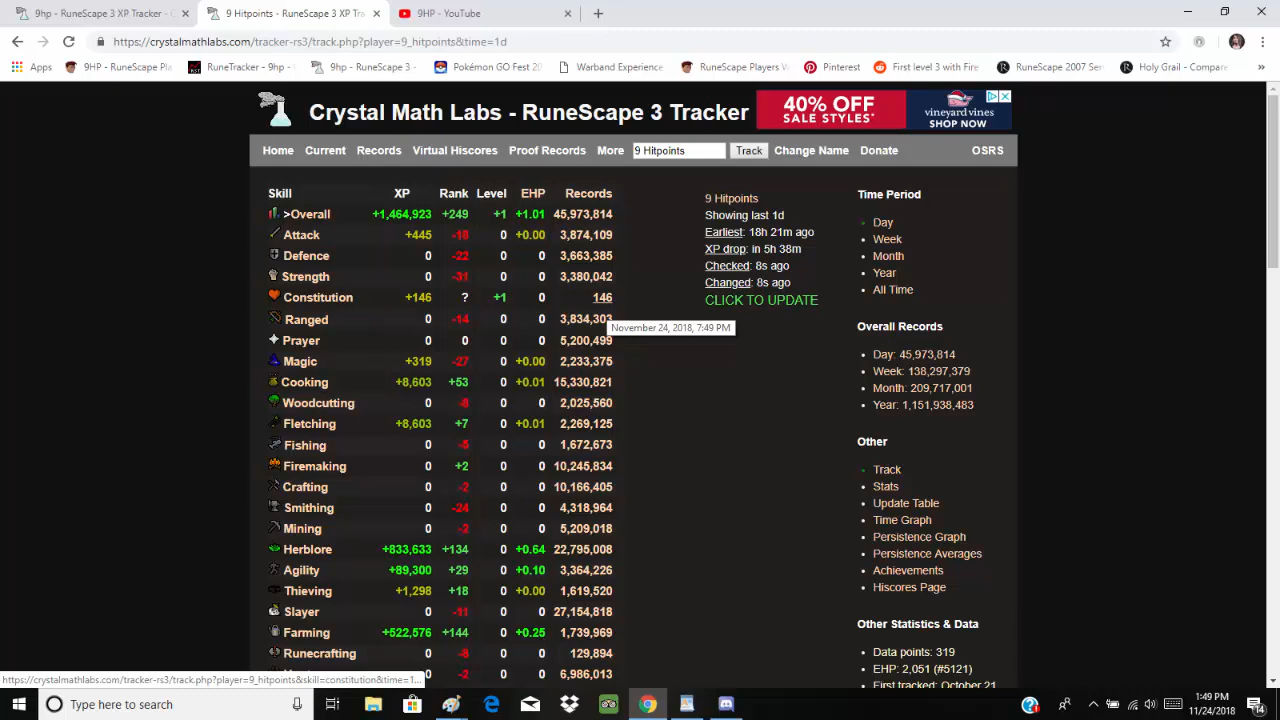 9hp - RuneScape 3 XP Tracker - C
9 Hitpoints - RuneScape 3 XP Tra
9HP - YouTube
https://crystalmathlabs.com/tracker-rs3/track.php?player=9_hitpoints&time=1d
Apps 9HP - RuneScape Pla RuneTracker - 9hp - 9hp - RuneScape 3 - Pokémon GO Fest 20 Warband Experience RuneScape Players W Pinterest First level 3 with Fire RuneScape 2007 Ser Holy Grail - Compare »
Crystal Math Labs - RuneScape 3 Tracker
40% OFF
SALE STYLES*
vineyard vines
SHOP NOW
Home Current Records Virtual Hiscores Proof Records More 9 Hitpoints Track Change Name Donate OSRS
Skill XP Rank Level EHP Records
>Overall +1,464,923 +249 +1 +1.01 45,973,814
Attack +445 -18 0 +0.00 3,874,109
Defence 0 -22 0 0 3,663,385
Strength 0 -31 0 0 3,380,042
Constitution +146 ? +1 0 146
Ranged 0 -14 0 0 3,834,303
Prayer 0 0 0 0 5,200,499
Magic +319 -27 0 +0.00 2,233,375
Cooking +8,603 +53 0 +0.01 15,330,821
Woodcutting 0 -8 0 0 2,025,560
Fletching +8,603 +7 0 +0.01 2,269,125
Fishing 0 -5 0 0 1,672,673
Firemaking 0 +2 0 0 10,245,834
Crafting 0 -2 0 0 10,166,405
Smithing 0 -24 0 0 4,318,964
Mining 0 -2 0 0 5,209,018
Herblore +833,633 +134 0 +0.64 22,795,008
Agility +89,300 +29 0 +0.10 3,364,226
Thieving +1,298 +18 0 +0.00 1,619,520
Slayer 0 -11 0 0 27,154,818
Farming +522,576 +144 0 +0.25 1,739,969
Runecrafting 0 -8 0 0 129,894
0 -2 0 0 6,986,013
November 24, 2018, 7:49 PM
9 Hitpoints
Showing last 1d
Earliest: 18h 21m ago
XP drop: in 5h 38m
Checked: 8s ago
Changed: 8s ago
CLICK TO UPDATE
Time Period
Day
Week
Month
Year
All Time
Overall Records
Day: 45,973,814
Week: 138,297,379
Month: 209,717,001
Year: 1,151,938,483
Other
Track
Stats
Update Table
Time Graph
Persistence Graph
Persistence Averages
Achievements
Hiscores Page
Other Statistics & Data
Data points: 319
EHP: 2,051 (#5121)
First tracked: October 21
https://crystalmathlabs.com/tracker-rs3/track.php?player=9_hitpoints&skill=constitution&time=1...
Type here to search
1:49 PM
11/24/2018
14